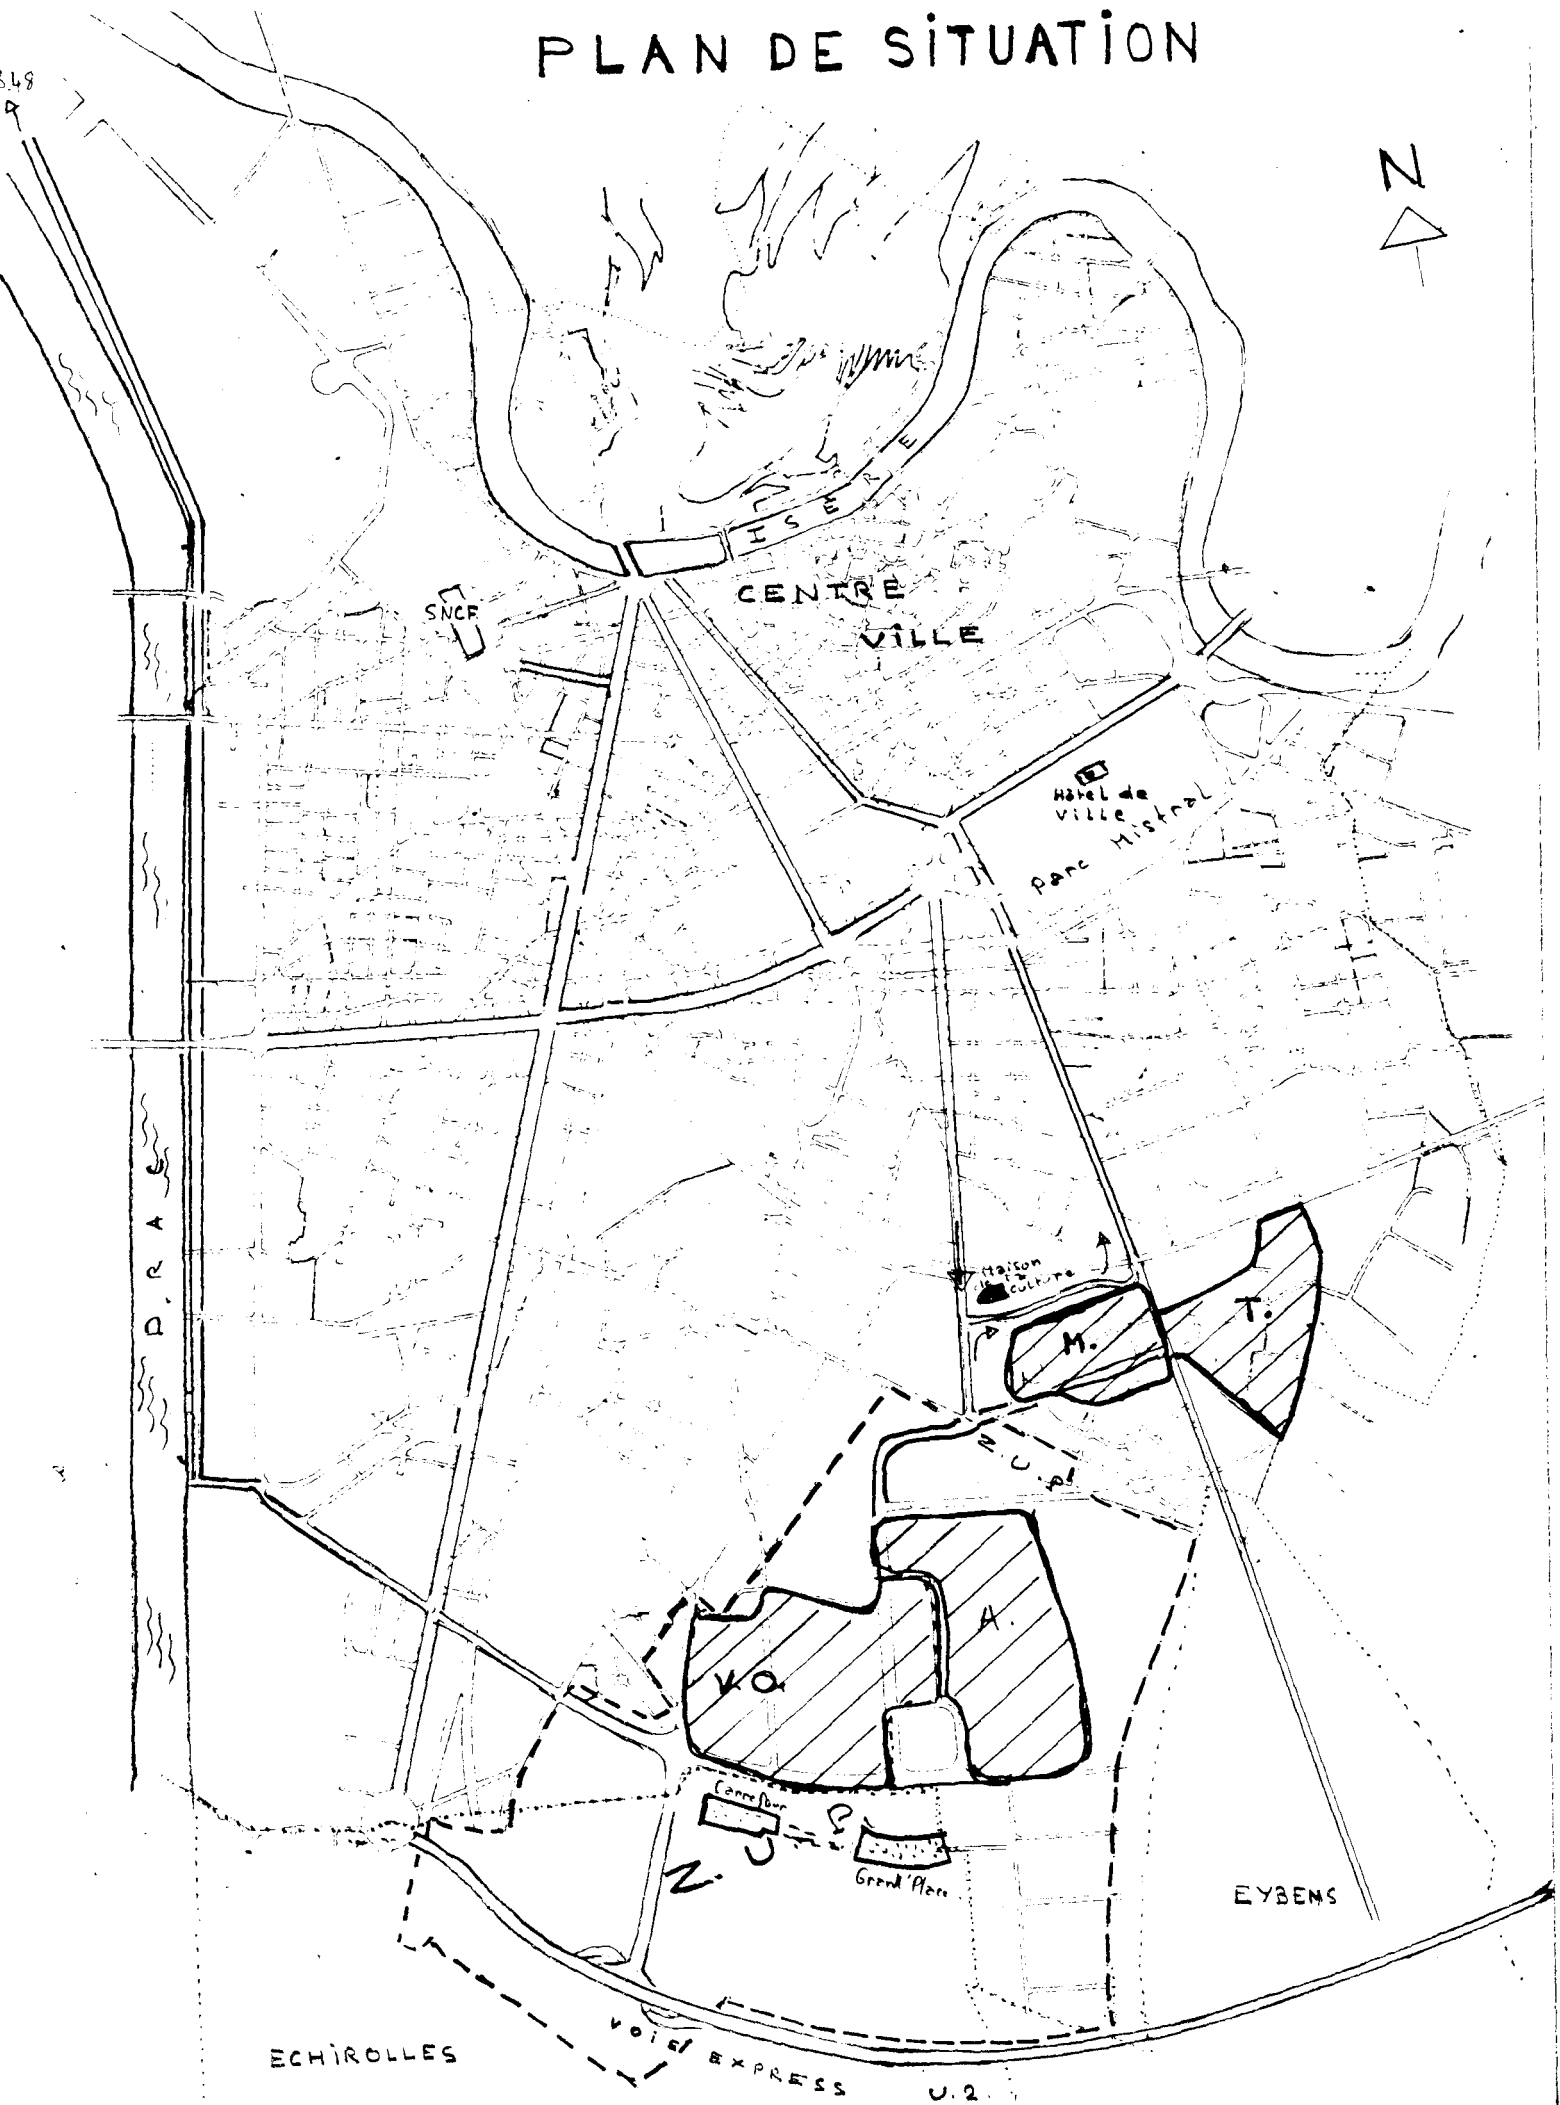 PLAN DE SiTUATiON
N
ISERE
SNCF
CENTRE
ViLLE
Hôtel de
Ville
Parc Mistral
DRAC
Maison
de la
culture
T.
M.
Z.U.P.
A.
V.O.
Carrefour
Z.U.P
Grand'Place
EYBENS
ECHiROLLES
VOIE EXPRESS U.2.